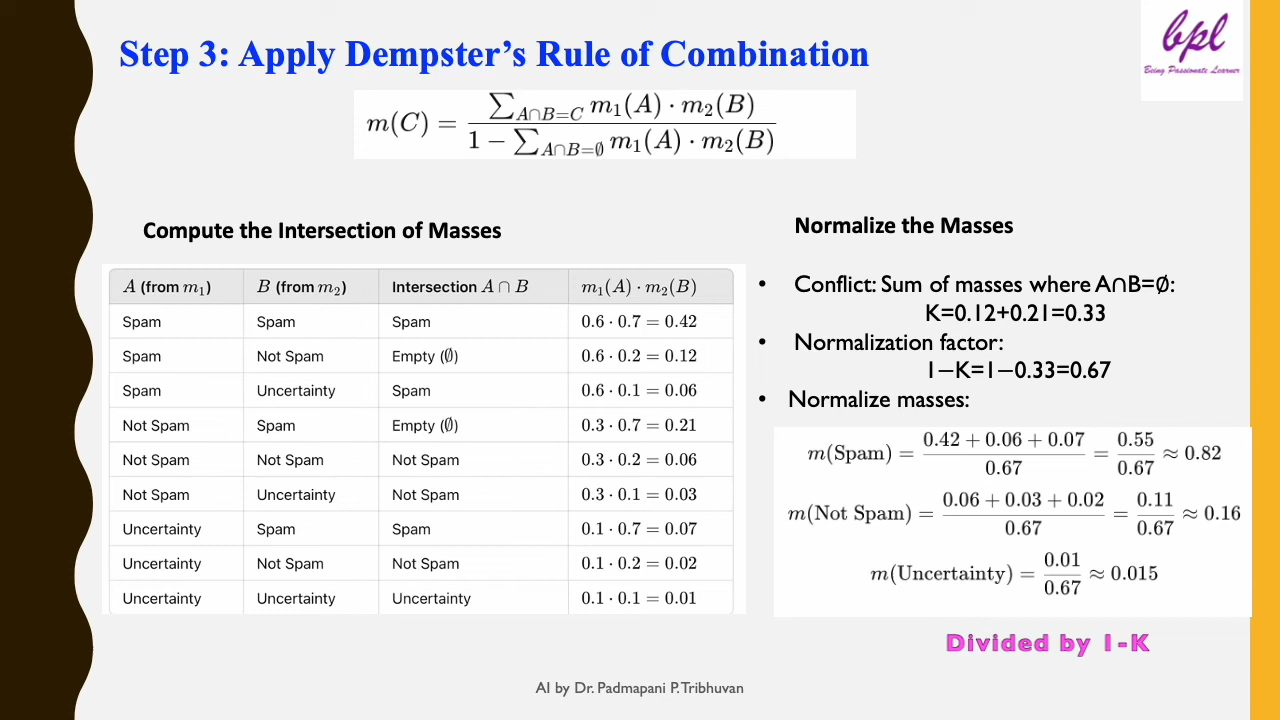 Step 3: Apply Dempster’s Rule of Combination
bpl
Being Passionate Learner
m(C) = ∑A∩B=C m1(A) · m2(B) / 1 − ∑A∩B=∅ m1(A) · m2(B)
Compute the Intersection of Masses
A (from m1) B (from m2) Intersection A ∩ B m1(A) · m2(B)
Spam Spam Spam 0.6 · 0.7 = 0.42
Spam Not Spam Empty (∅) 0.6 · 0.2 = 0.12
Spam Uncertainty Spam 0.6 · 0.1 = 0.06
Not Spam Spam Empty (∅) 0.3 · 0.7 = 0.21
Not Spam Not Spam Not Spam 0.3 · 0.2 = 0.06
Not Spam Uncertainty Not Spam 0.3 · 0.1 = 0.03
Uncertainty Spam Spam 0.1 · 0.7 = 0.07
Uncertainty Not Spam Not Spam 0.1 · 0.2 = 0.02
Uncertainty Uncertainty Uncertainty 0.1 · 0.1 = 0.01
Normalize the Masses
• Conflict: Sum of masses where A∩B=∅:
K=0.12+0.21=0.33
• Normalization factor:
1−K=1−0.33=0.67
• Normalize masses:
m(Spam) = 0.42 + 0.06 + 0.07 / 0.67 = 0.55 / 0.67 ≈ 0.82
m(Not Spam) = 0.06 + 0.03 + 0.02 / 0.67 = 0.11 / 0.67 ≈ 0.16
m(Uncertainty) = 0.01 / 0.67 ≈ 0.015
Divided by 1-K
AI by Dr. Padmapani P. Tribhuvan